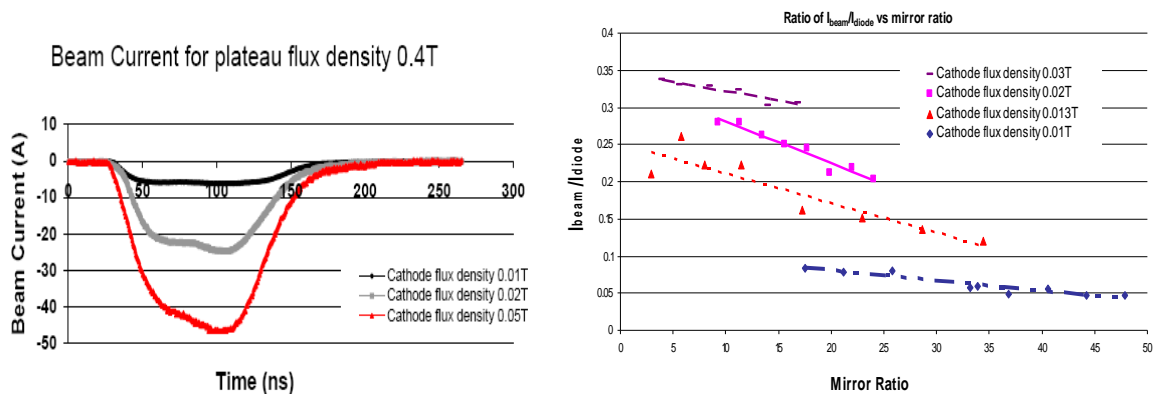 Beam Current for plateau flux density 0.4T
10
0
-10
-20
-30
-40
-50
0
50
100
150
200
250
300
Beam Current (A)
Time (ns)
Cathode flux density 0.01T
Cathode flux density 0.02T
Cathode flux density 0.05T
Ratio of Ibeam/Idiode vs mirror ratio
0.4
0.35
0.3
0.25
0.2
0.15
0.1
0.05
0
0
5
10
15
20
25
30
35
40
45
50
Ibeam /Idiode
Mirror Ratio
Cathode flux density 0.03T
Cathode flux density 0.02T
Cathode flux density 0.013T
Cathode flux density 0.01T